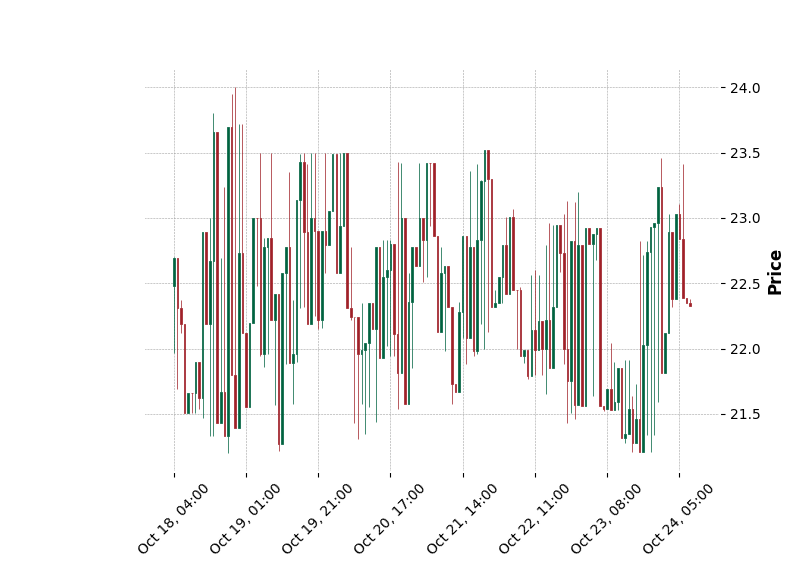 24.0
23.5
23.0
22.5
22.0
21.5
Price
Oct 18, 04:00
Oct 19, 01:00
Oct 19, 21:00
Oct 20, 17:00
Oct 21, 14:00
Oct 22, 11:00
Oct 23, 08:00
Oct 24, 05:00